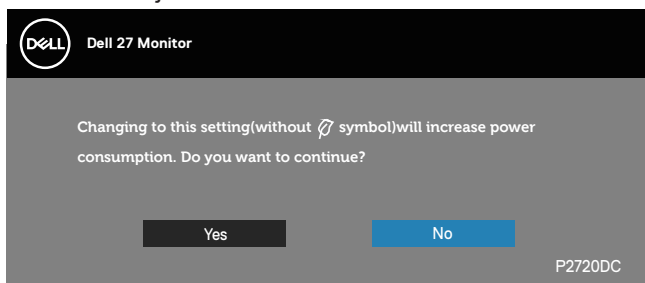 DELL
Dell 27 Monitor
Changing to this setting(without symbol)will increase power
consumption. Do you want to continue?
Yes No
P2720DC